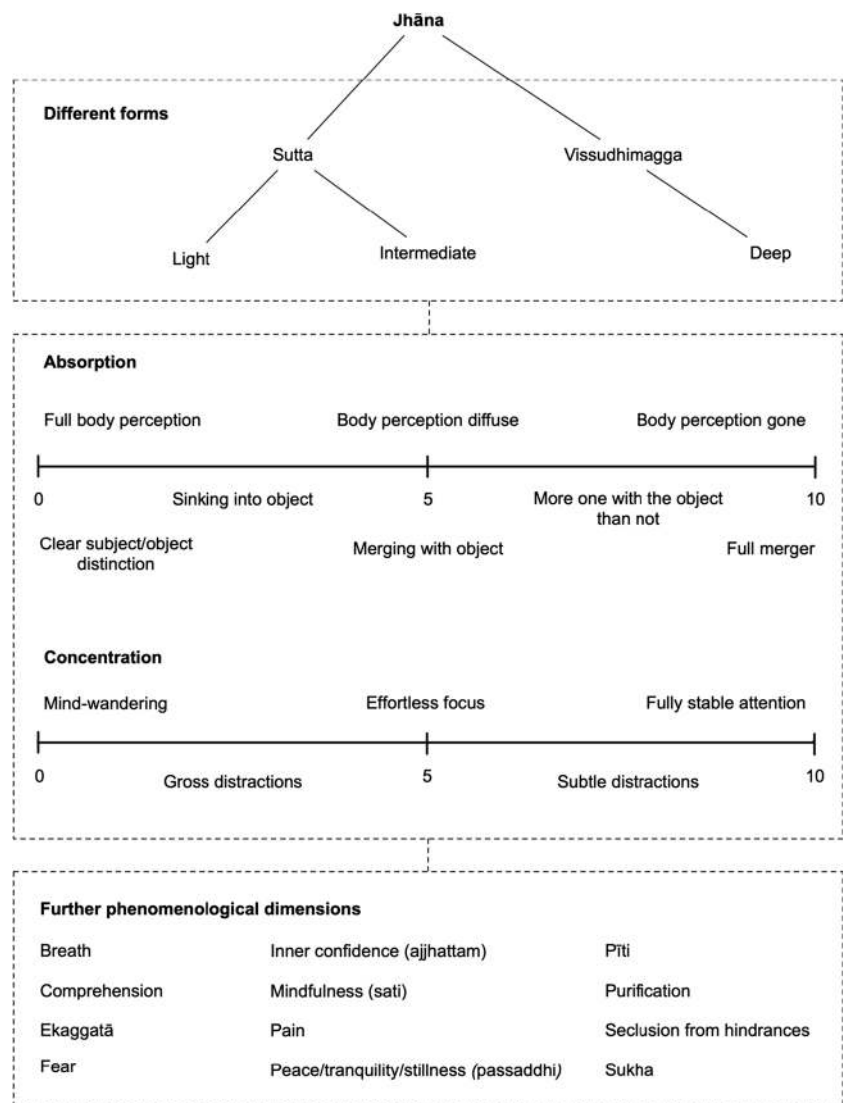 Jhāna
Different forms
Sutta
Vissudhimagga
Light
Intermediate
Deep
Absorption
Full body perception
Body perception diffuse
Body perception gone
0
Sinking into object
5
More one with the object
than not
10
Clear subject/object
distinction
Merging with object
Full merger
Concentration
Mind-wandering
Effortless focus
Fully stable attention
0
Gross distractions
5
Subtle distractions
10
Further phenomenological dimensions
Breath
Inner confidence (ajjhattam)
Pīti
Comprehension
Mindfulness (sati)
Purification
Ekaggatā
Pain
Seclusion from hindrances
Fear
Peace/tranquility/stillness (passaddhi)
Sukha